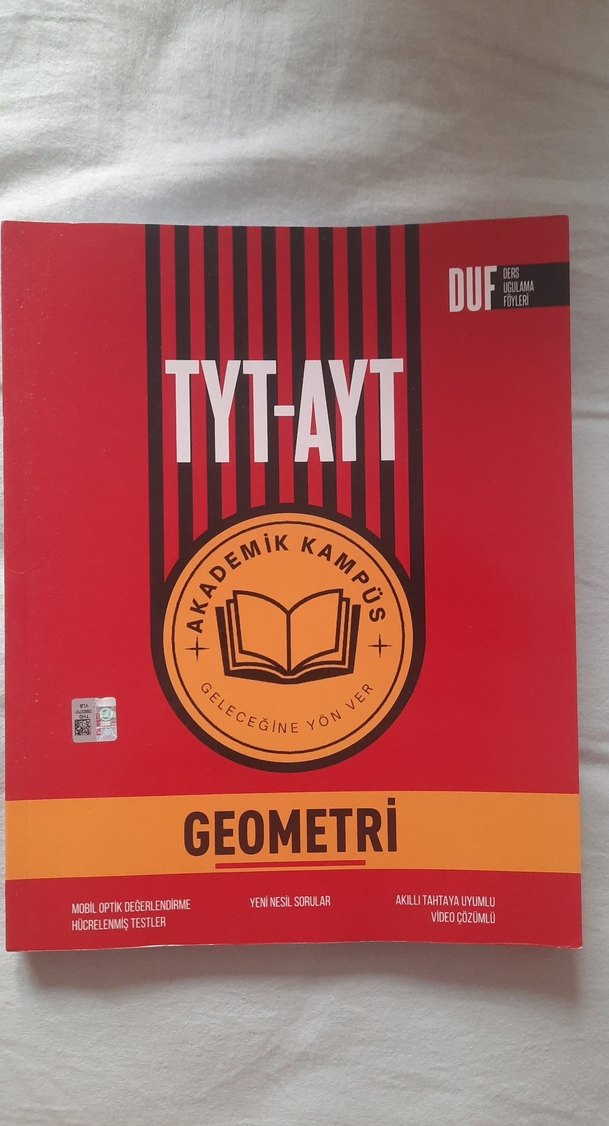 DUF
DERS
UGULAMA
FÖYLERİ
TYT-AYT
AKADEMİK KAMPÜS
GELECEĞİNE YÖN VER
GEOMETRİ
MOBİL OPTİK DEĞERLENDİRME
HÜCRELENMİŞ TESTLER
YENİ NESİL SORULAR
AKILLI TAHTAYA UYUMLU
VİDEO ÇÖZÜMLÜ